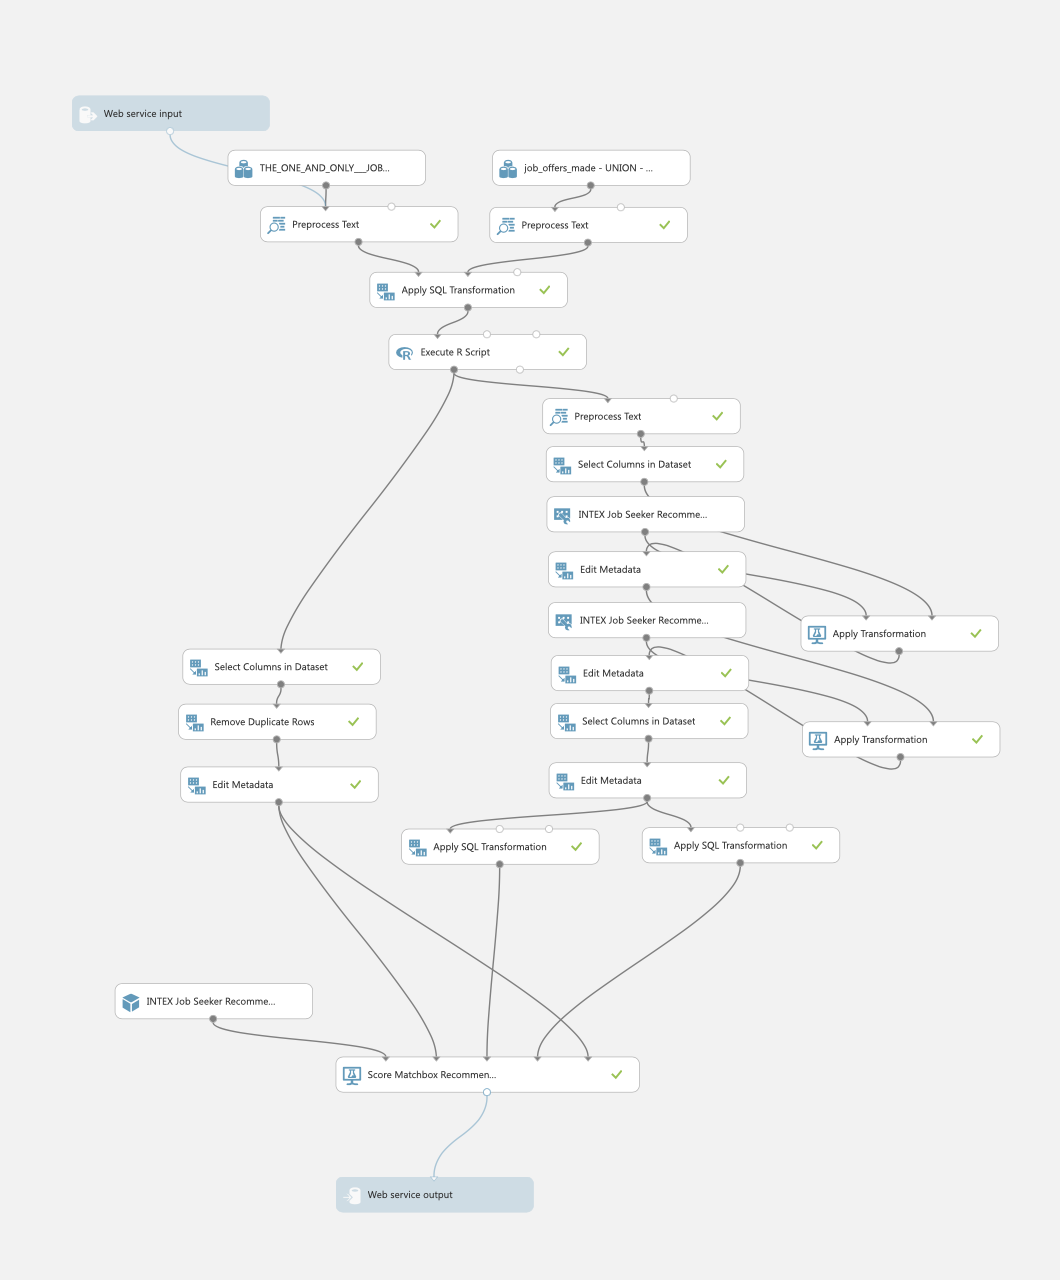 Web service input
THE_ONE_AND_ONLY___JOB...
job_offers_made - UNION - ...
Preprocess Text
Preprocess Text
Apply SQL Transformation
Execute R Script
Preprocess Text
Select Columns in Dataset
INTEX Job Seeker Recomme...
Edit Metadata
INTEX Job Seeker Recomme...
Apply Transformation
Select Columns in Dataset
Edit Metadata
Remove Duplicate Rows
Select Columns in Dataset
Apply Transformation
Edit Metadata
Edit Metadata
Apply SQL Transformation
Apply SQL Transformation
INTEX Job Seeker Recomme...
Score Matchbox Recommen...
Web service output